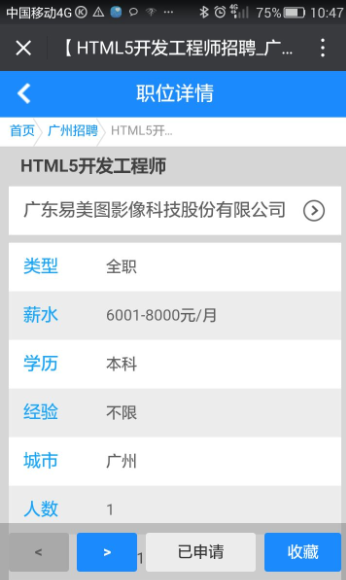 中国移动4G 75% 10:47
【 HTML5开发工程师招聘_广...
职位详情
首页 广州招聘 HTML5开...
HTML5开发工程师
广东易美图影像科技股份有限公司
类型 全职
薪水 6001-8000元/月
学历 本科
经验 不限
城市 广州
人数 1
< > 1 已申请 收藏